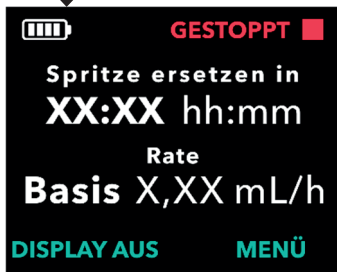 GESTOPPT
Spritze ersetzen in
XX:XX hh:mm
Rate
Basis X,XX mL/h
DISPLAY AUS MENÜ